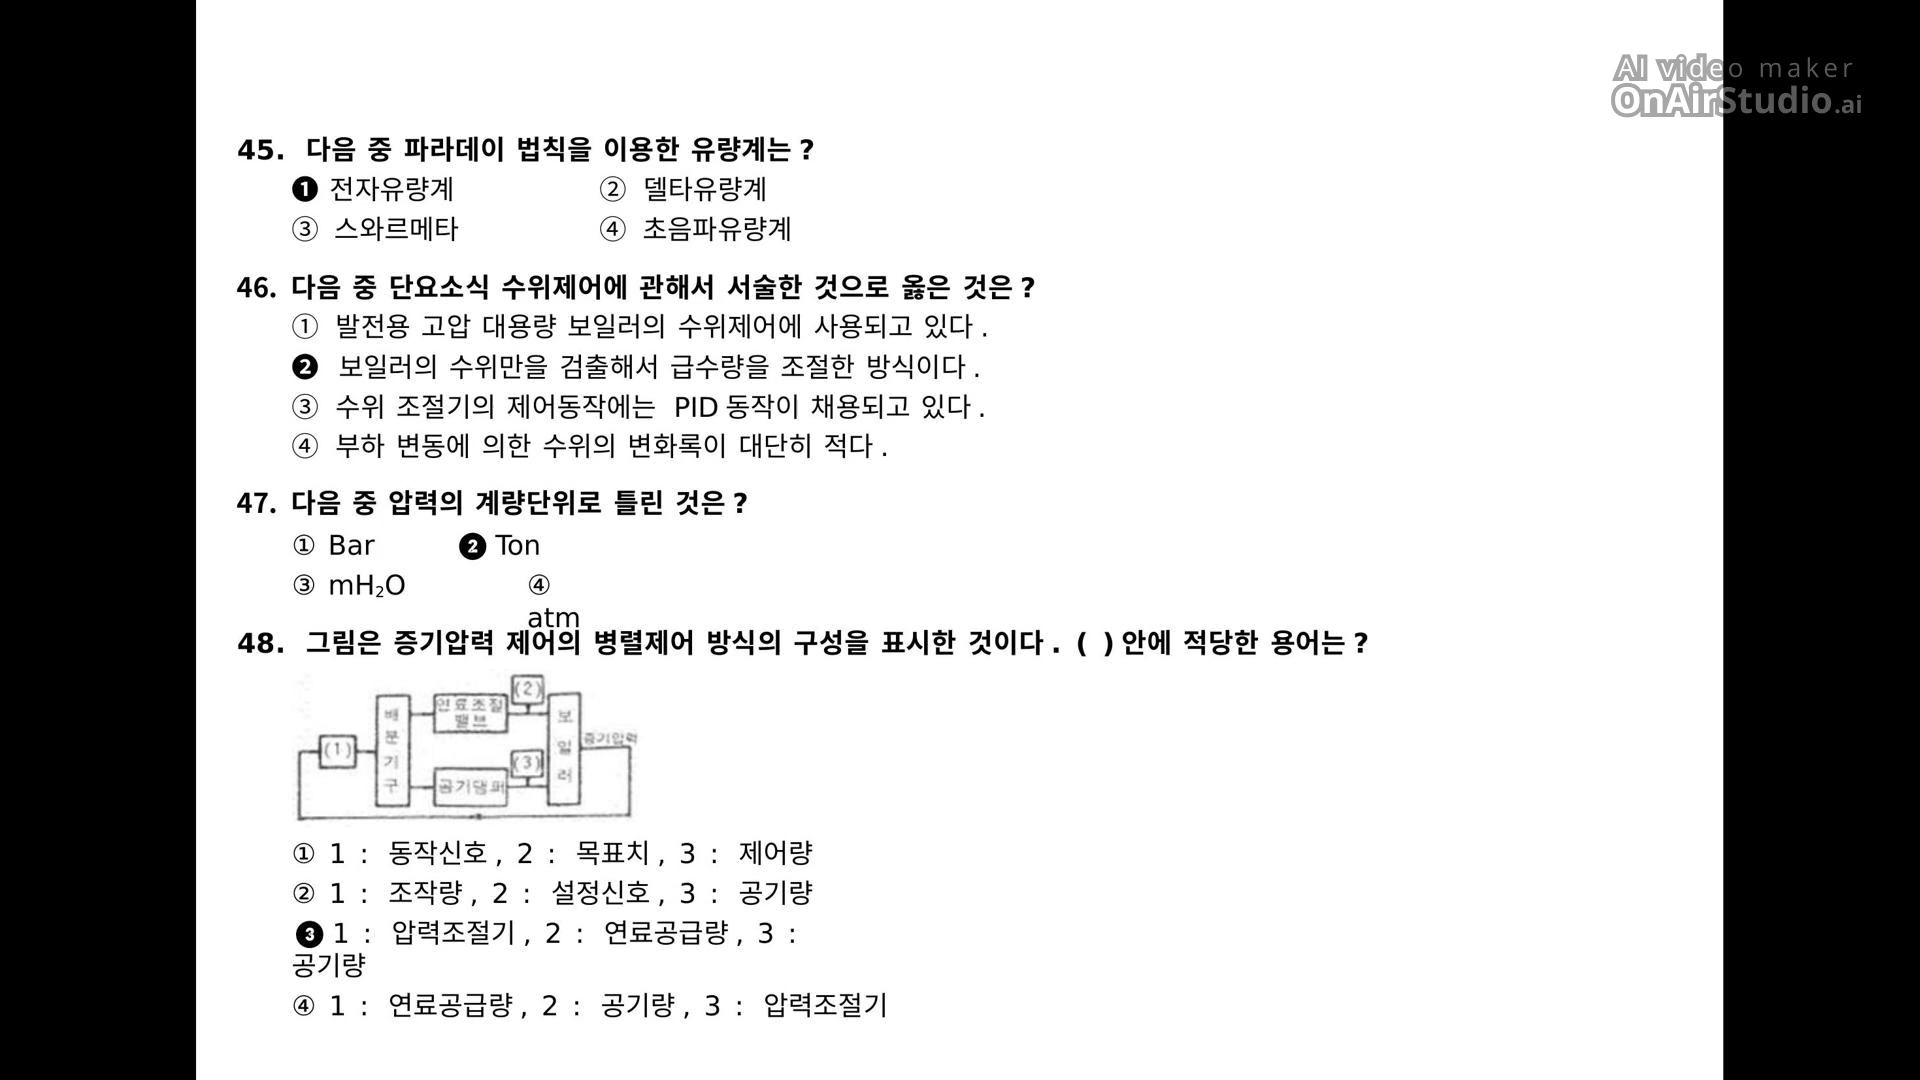 AI video maker
OnAirStudio.ai
45. 다음 중 파라데이 법칙을 이용한 유량계는?
❶ 전자유량계 ② 델타유량계
③ 스와르메타 ④ 초음파유량계
46. 다음 중 단요소식 수위제어에 관해서 서술한 것으로 옳은 것은?
① 발전용 고압 대용량 보일러의 수위제어에 사용되고 있다.
❷ 보일러의 수위만을 검출해서 급수량을 조절한 방식이다.
③ 수위 조절기의 제어동작에는 PID동작이 채용되고 있다.
④ 부하 변동에 의한 수위의 변화록이 대단히 적다.
47. 다음 중 압력의 계량단위로 틀린 것은?
① Bar ❷ Ton
③ mH₂O ④
atm
48. 그림은 증기압력 제어의 병렬제어 방식의 구성을 표시한 것이다. ( )안에 적당한 용어는?
(1)
배분기구
연료조절
밸브
(2)
공기댐퍼
(3)
보일러
증기압력
① 1 : 동작신호, 2 : 목표치, 3 : 제어량
② 1 : 조작량, 2 : 설정신호, 3 : 공기량
❸ 1 : 압력조절기, 2 : 연료공급량, 3 :
공기량
④ 1 : 연료공급량, 2 : 공기량, 3 : 압력조절기